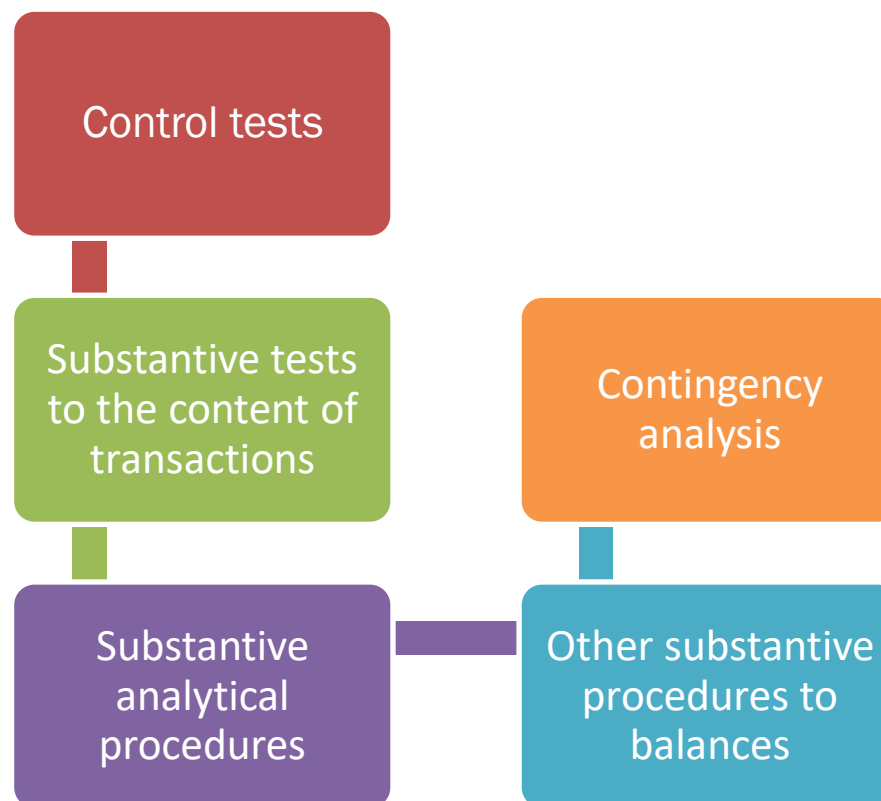 Control tests
Substantive tests
to the content of
transactions
Substantive
analytical
procedures
Other substantive
procedures to
balances
Contingency
analysis